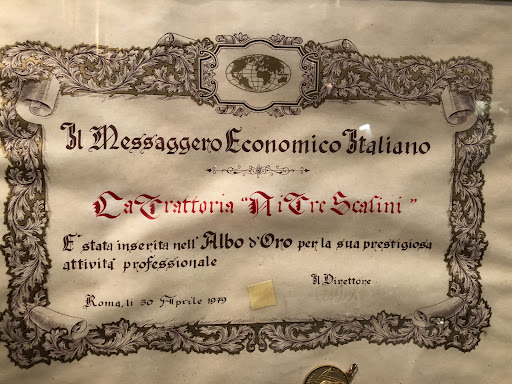 Il Messaggero Economico Italiano
La Trattoria "Ai Tre Scalini"
E' stata inserita nell'Albo d'Oro per la sua prestigiosa
attività professionale
Il Direttore
Roma, li 30 Aprile 1979